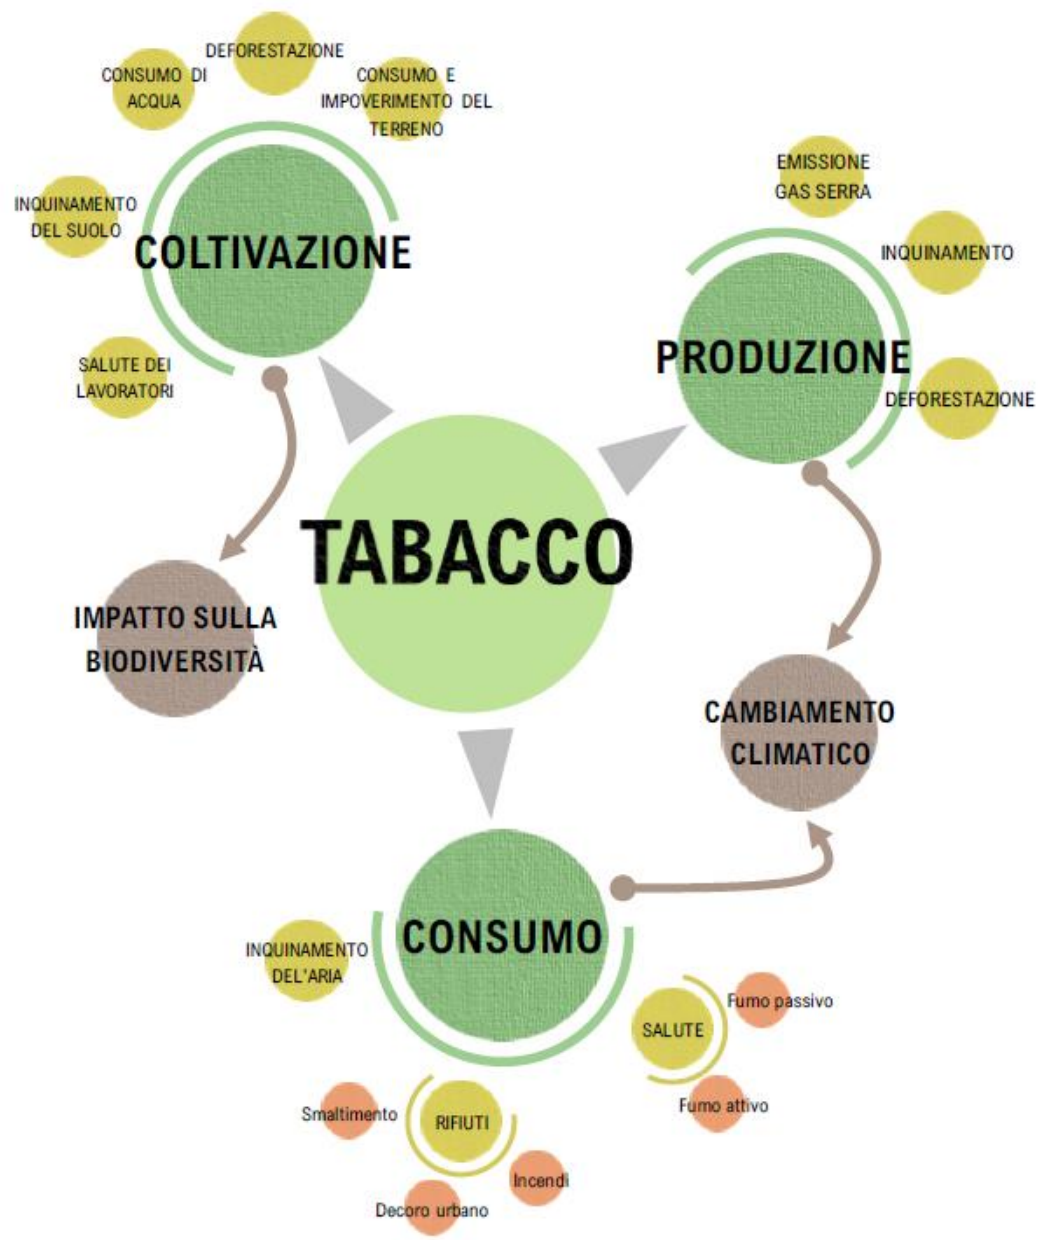 DEFORESTAZIONE
CONSUMO DI
ACQUA
CONSUMO E
IMPOVERIMENTO DEL
TERRENO
INQUINAMENTO
DEL SUOLO
COLTIVAZIONE
SALUTE DEI
LAVORATORI
EMISSIONE
GAS SERRA
INQUINAMENTO
PRODUZIONE
DEFORESTAZIONE
TABACCO
IMPATTO SULLA
BIODIVERSITÀ
CAMBIAMENTO
CLIMATICO
CONSUMO
INQUINAMENTO
DEL'ARIA
SALUTE
Fumo passivo
Fumo attivo
RIFIUTI
Smaltimento
Incendi
Decoro urbano